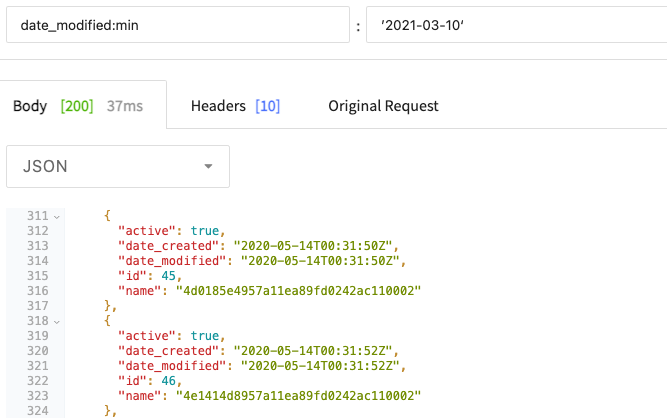 date_modified:min : ‘2021-03-10‘
Body [200] 37ms Headers [10] Original Request
JSON
311 {
312 "active": true,
313 "date_created": "2020-05-14T00:31:50Z",
314 "date_modified": "2020-05-14T00:31:50Z",
315 "id": 45,
316 "name": "4d0185e4957a11ea89fd0242ac110002"
317 },
318 {
319 "active": true,
320 "date_created": "2020-05-14T00:31:52Z",
321 "date_modified": "2020-05-14T00:31:52Z",
322 "id": 46,
323 "name": "4e1414d8957a11ea89fd0242ac110002"
324 },